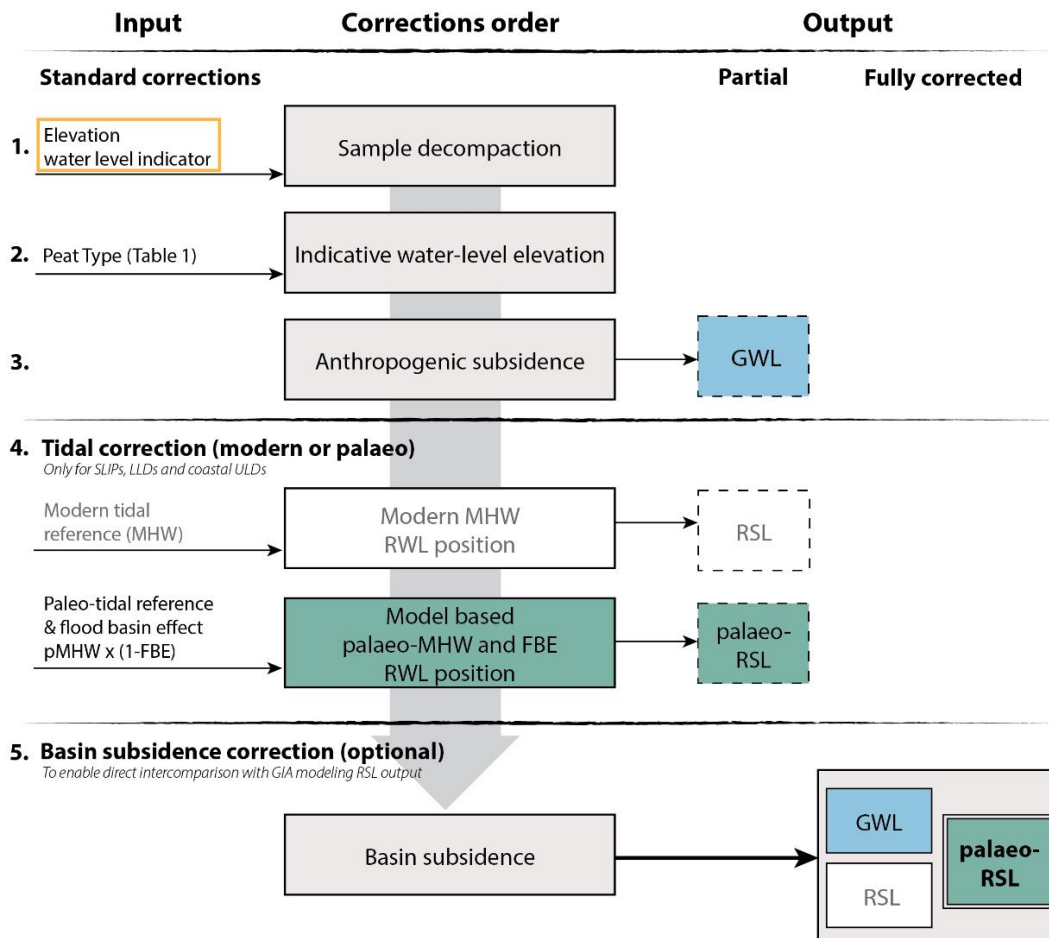 Input
Corrections order
Output
Standard corrections
Partial
Fully corrected
1.
Elevation
water level indicator
Sample decompaction
2.
Peat Type (Table 1)
Indicative water-level elevation
3.
Anthropogenic subsidence
GWL
4. Tidal correction (modern or palaeo)
Only for SLIPs, LLDs and coastal ULDs
Modern tidal
reference (MHW)
Modern MHW
RWL position
RSL
Paleo-tidal reference
& flood basin effect
pMHW x (1-FBE)
Model based
palaeo-MHW and FBE
RWL position
palaeo-
RSL
5. Basin subsidence correction (optional)
To enable direct intercomparison with GIA modeling RSL output
Basin subsidence
GWL
RSL
palaeo-
RSL